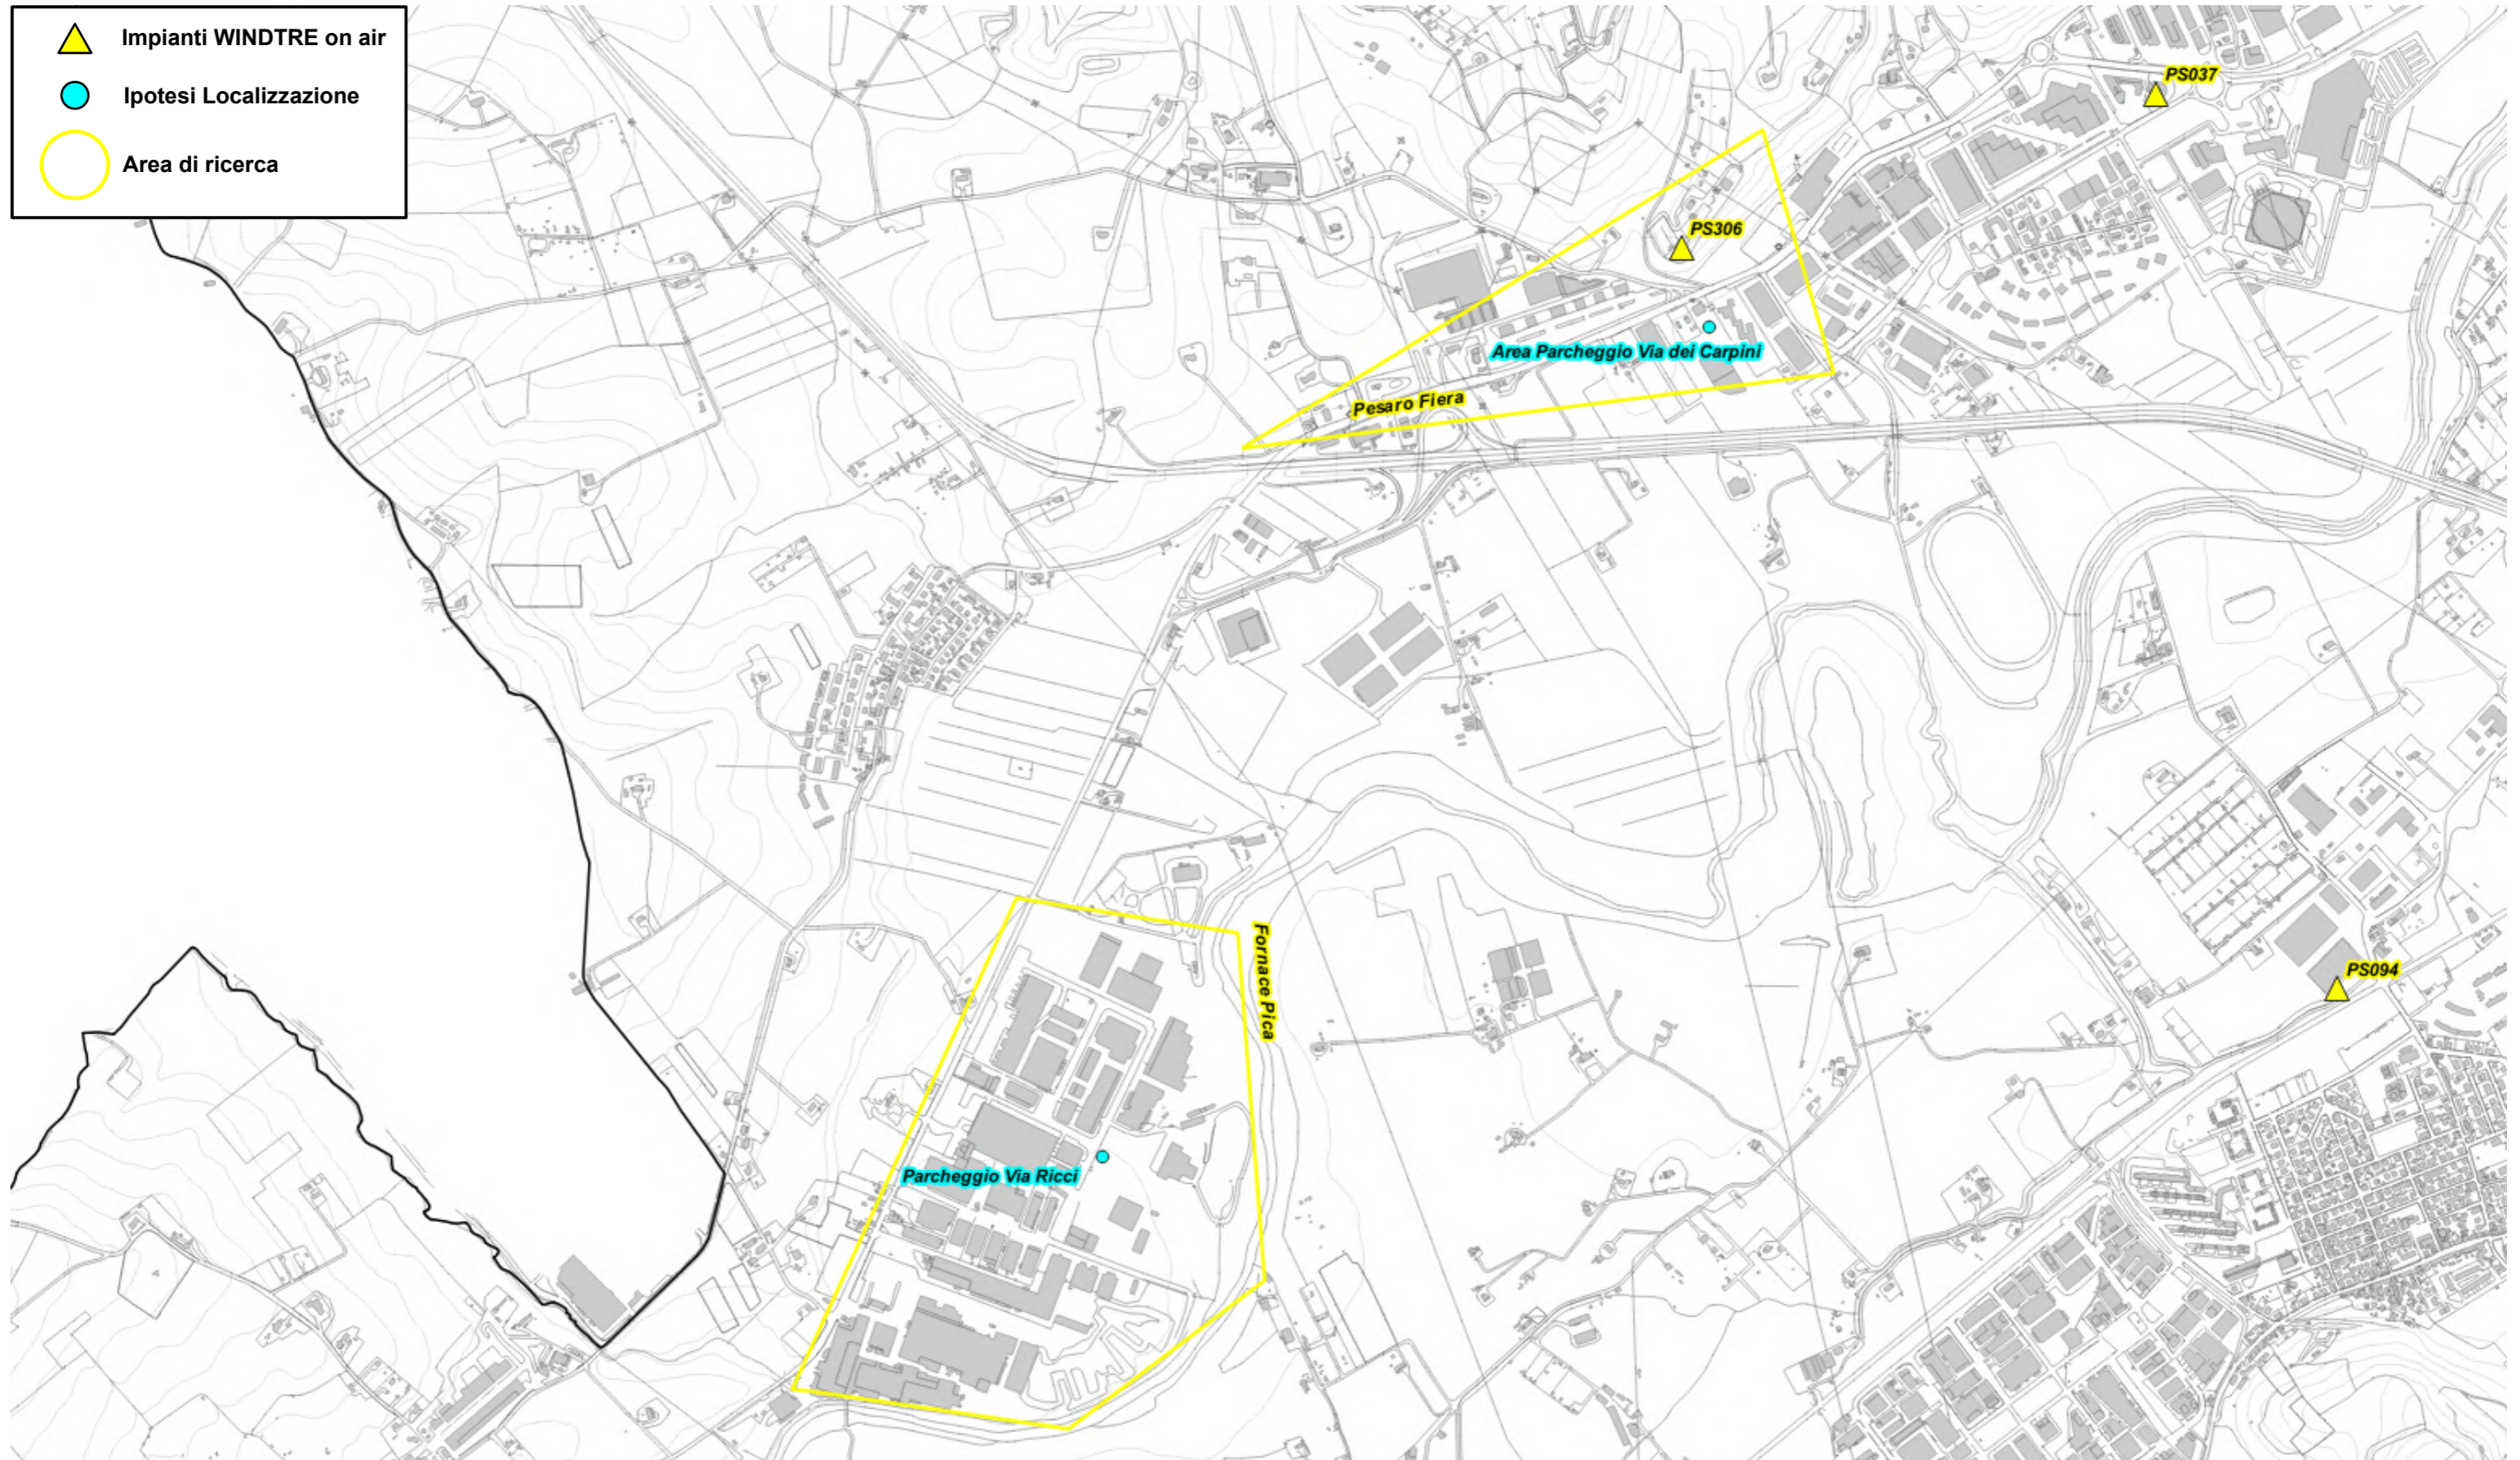 Impianti WINDTRE on air
Ipotesi Localizzazione
Area di ricerca
PS037
PS306
Area Parcheggio Via dei Carpini
Pesaro Fiera
Fornace Pica
PS094
Parcheggio Via Ricci